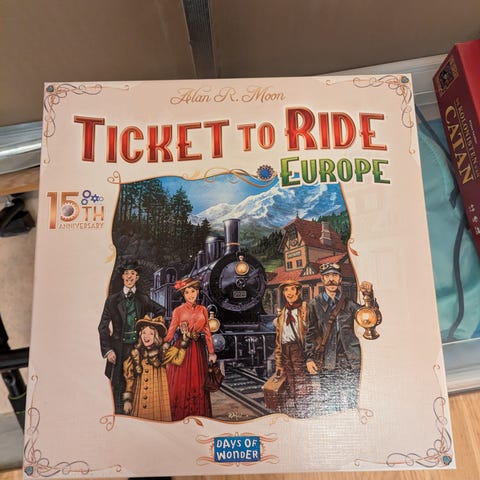 Alan R. Moon
TICKET TO RIDE
EUROPE
15TH
ANNIVERSARY
DAYS OF
WONDER
CATAN